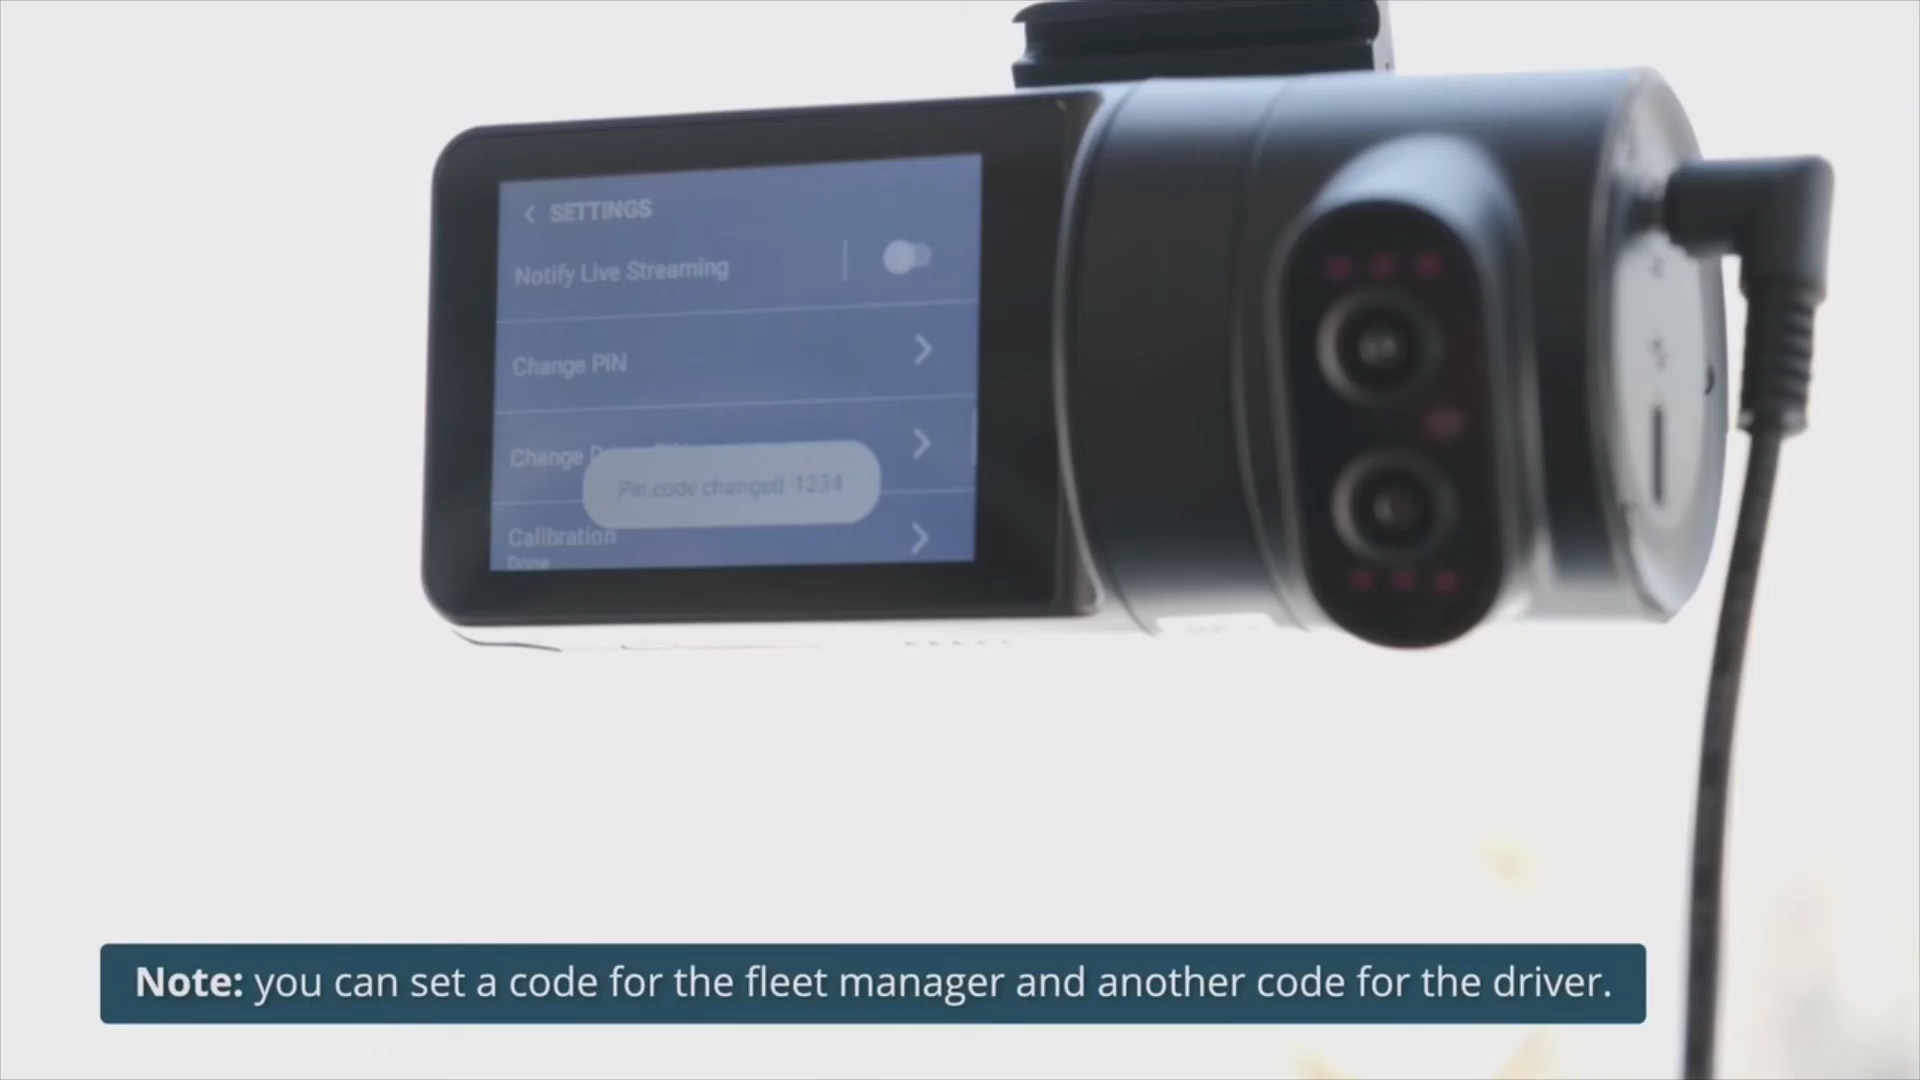 SETTINGS
Notify Live Streaming
Change PIN
Change
Pin code changed 1234
Calibration
Done
Note: you can set a code for the fleet manager and another code for the driver.